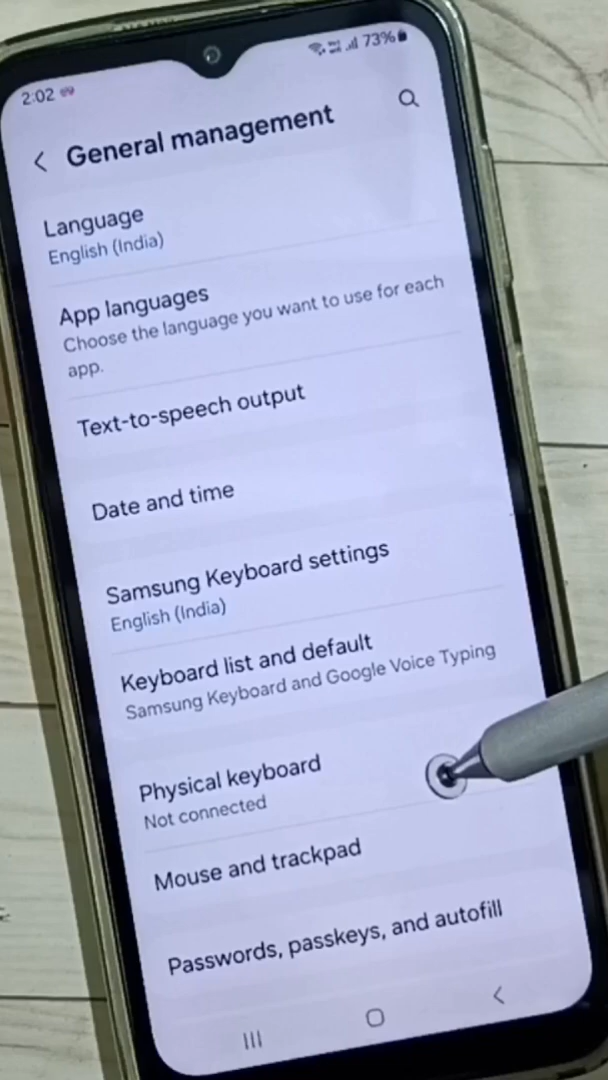 2:02
73%
General management
Language
English (India)
App languages
Choose the language you want to use for each
app.
Text-to-speech output
Date and time
Samsung Keyboard settings
English (India)
Keyboard list and default
Samsung Keyboard and Google Voice Typing
Physical keyboard
Not connected
Mouse and trackpad
Passwords, passkeys, and autofill